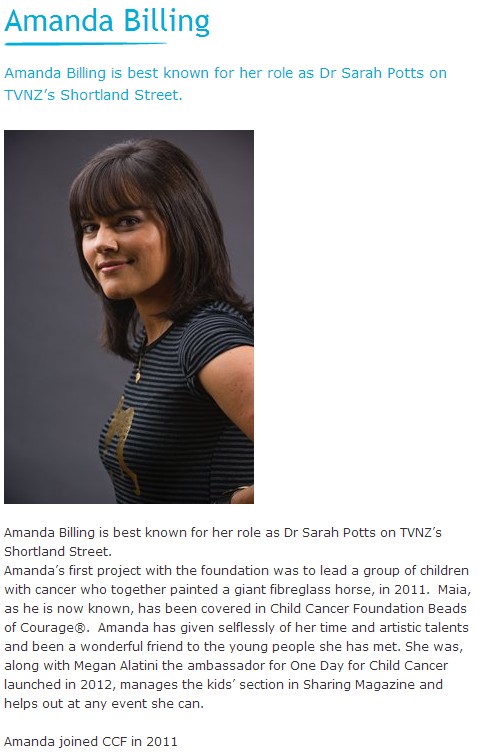 Amanda Billing
Amanda Billing is best known for her role as Dr Sarah Potts on
TVNZ’s Shortland Street.
Amanda Billing is best known for her role as Dr Sarah Potts on TVNZ’s
Shortland Street.
Amanda’s first project with the foundation was to lead a group of children
with cancer who together painted a giant fibreglass horse, in 2011.  Maia,
as he is now known, has been covered in Child Cancer Foundation Beads
of Courage®.  Amanda has given selflessly of her time and artistic talents
and been a wonderful friend to the young people she has met. She was,
along with Megan Alatini the ambassador for One Day for Child Cancer
launched in 2012, manages the kids’ section in Sharing Magazine and
helps out at any event she can.
Amanda joined CCF in 2011